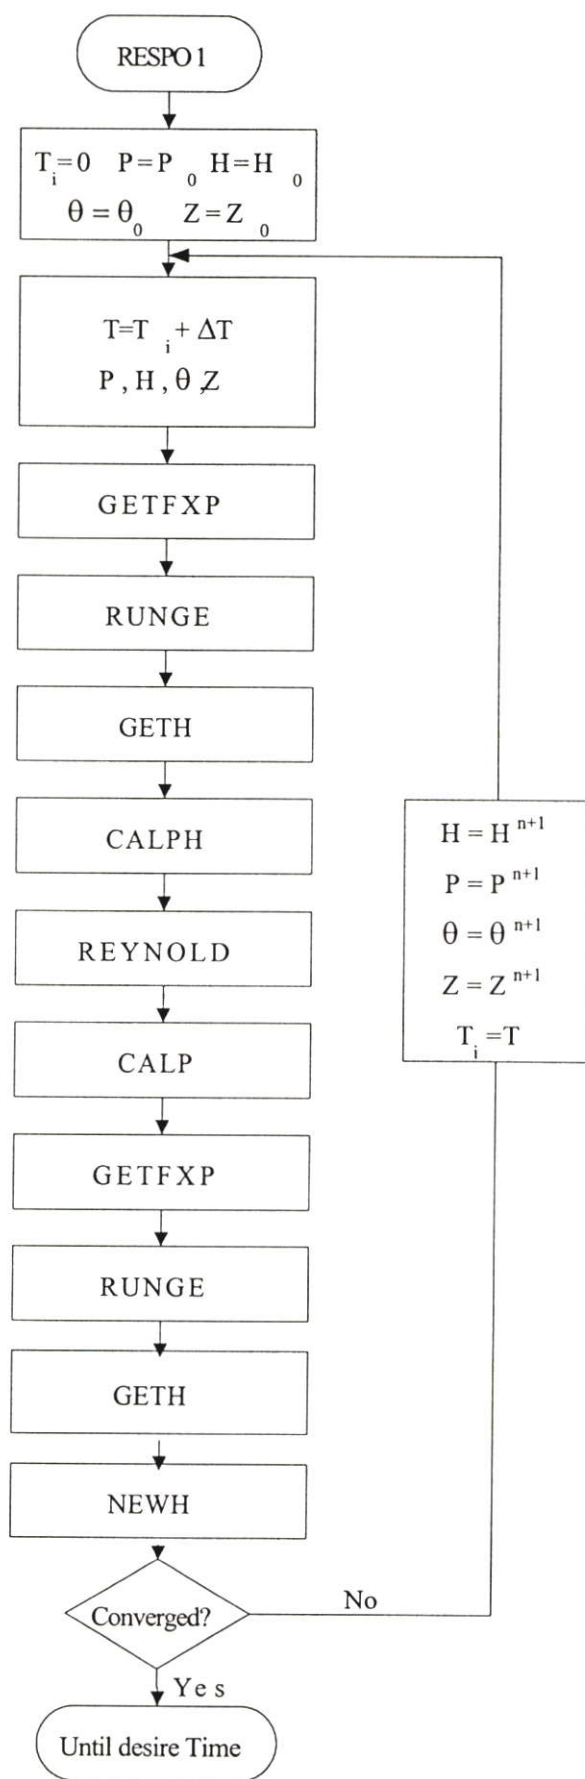 RESPO 1
T_i = 0 P = P_0 H = H_0
θ = θ_0 Z = Z_0
T = T_i + ΔT
P , H , θ , Z
GETFXP
RUNGE
GETH
CALPH
REYNOLD
CALP
GETFXP
RUNGE
GETH
NEWH
Converged?
No
Yes
Until desire Time
H = H^{n+1}
P = P^{n+1}
θ = θ^{n+1}
Z = Z^{n+1}
T_i = T